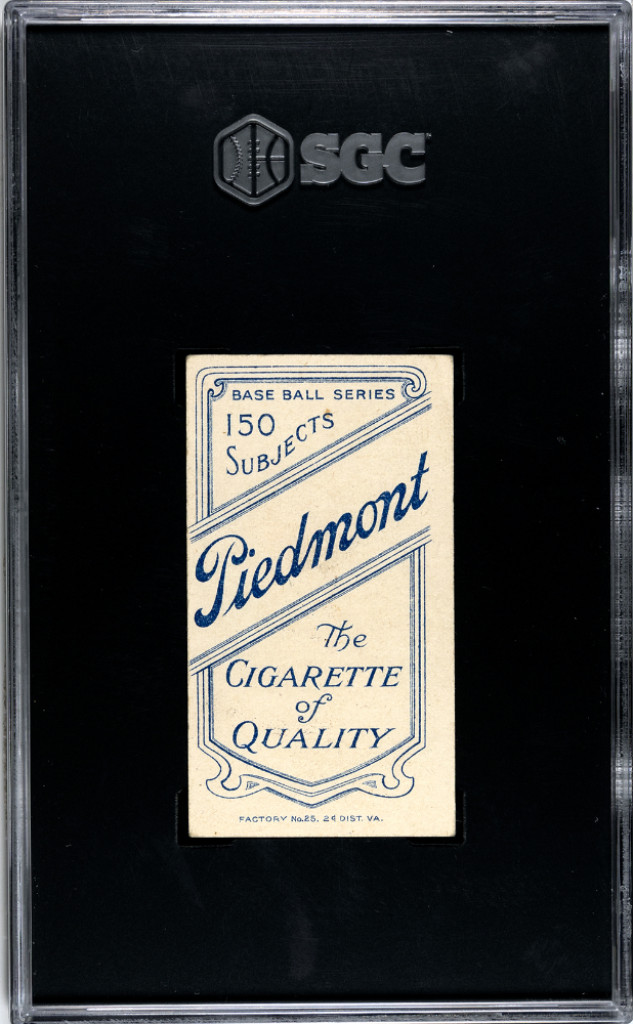 SGC
BASE BALL SERIES
150
SUBJECTS
Piedmont
The
CIGARETTE
of
QUALITY
FACTORY No. 25. 2d DIST. VA.